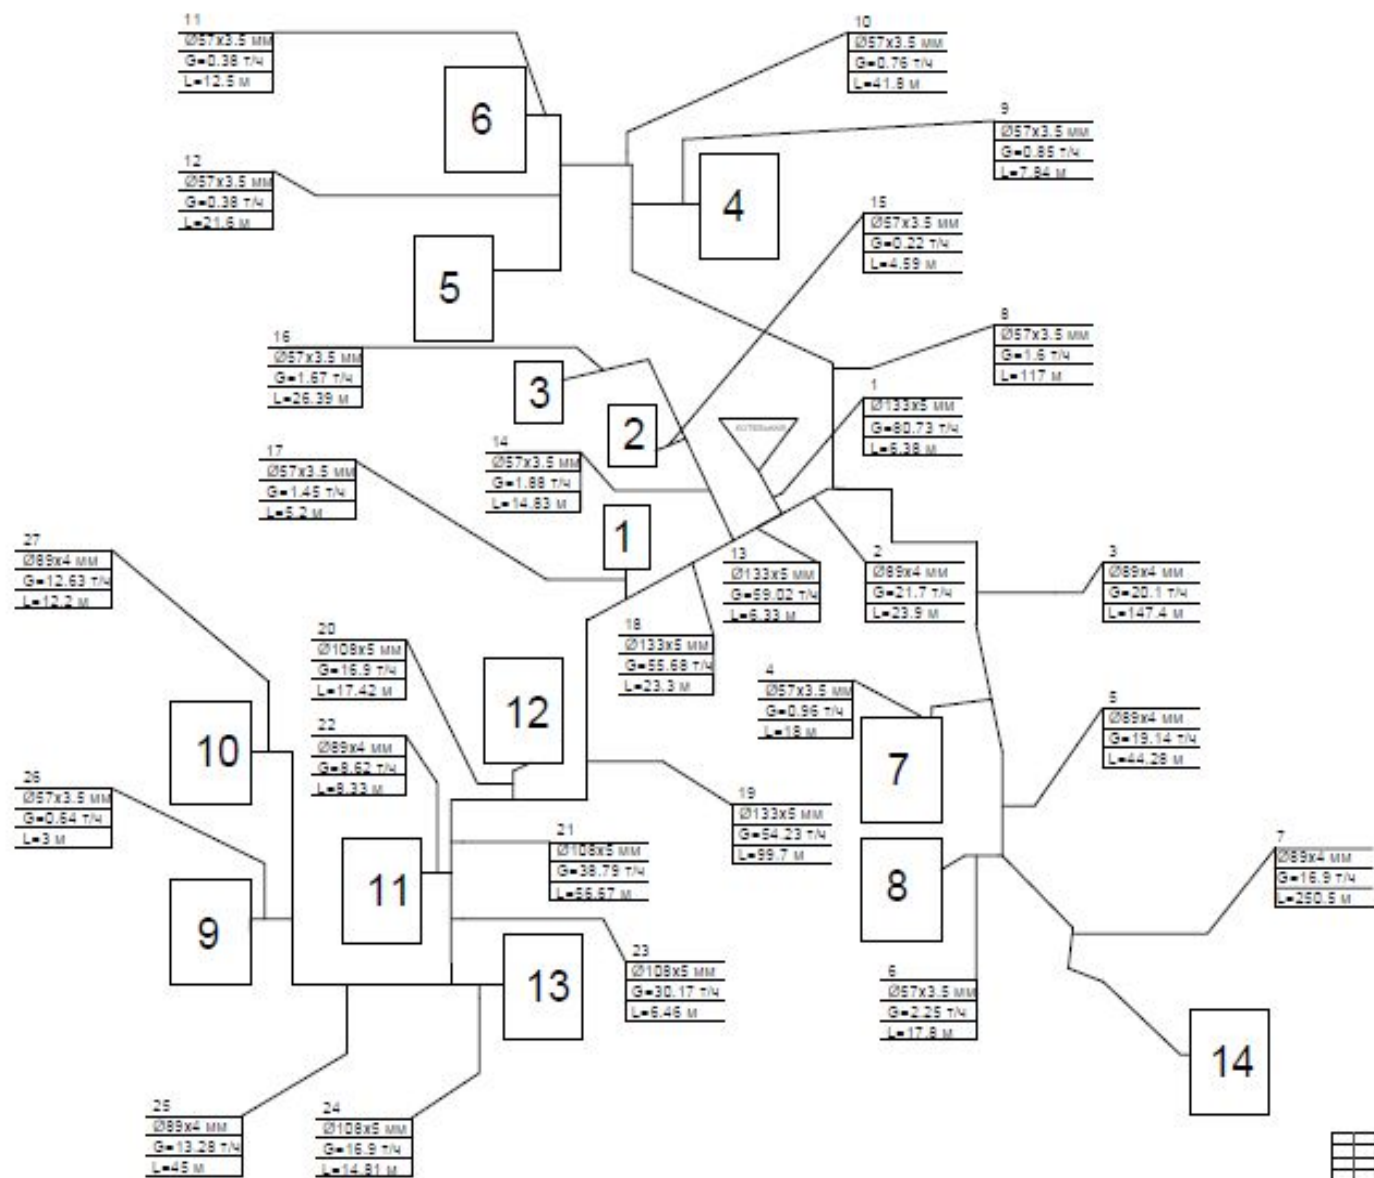 11
Ø57x3.5 мм
G=0.38 т/ч
L=12.5 м
10
Ø57x3.5 мм
G=0.76 т/ч
L=41.8 м
6
9
Ø57x3.5 мм
G=0.85 т/ч
L=7.84 м
12
Ø57x3.5 мм
G=0.38 т/ч
L=21.6 м
4
15
Ø57x3.5 мм
G=0.22 т/ч
L=4.59 м
5
16
Ø57x3.5 мм
G=1.67 т/ч
L=26.39 м
8
Ø57x3.5 мм
G=1.6 т/ч
L=117 м
3
2
1
Ø133x5 мм
G=80.73 т/ч
L=6.38 м
17
Ø57x3.5 мм
G=1.45 т/ч
L=5.2 м
14
Ø57x3.5 мм
G=1.88 т/ч
L=14.83 м
1
27
Ø89x4 мм
G=12.63 т/ч
L=12.2 м
13
Ø133x5 мм
G=59.02 т/ч
L=6.33 м
2
Ø89x4 мм
G=21.7 т/ч
L=23.9 м
3
Ø89x4 мм
G=20.1 т/ч
L=147.4 м
20
Ø108x5 мм
G=16.9 т/ч
L=17.42 м
18
Ø133x5 мм
G=55.68 т/ч
L=23.3 м
12
4
Ø57x3.5 мм
G=0.96 т/ч
L=18 м
5
Ø89x4 мм
G=19.14 т/ч
L=44.28 м
10
22
Ø89x4 мм
G=8.62 т/ч
L=8.33 м
7
26
Ø57x3.5 мм
G=0.64 т/ч
L=3 м
19
Ø133x5 мм
G=54.23 т/ч
L=99.7 м
21
Ø108x5 мм
G=38.79 т/ч
L=56.67 м
7
Ø89x4 мм
G=16.9 т/ч
L=250.5 м
11
8
9
23
Ø108x5 мм
G=30.17 т/ч
L=6.46 м
13
6
Ø57x3.5 мм
G=2.25 т/ч
L=17.8 м
14
25
Ø89x4 мм
G=13.28 т/ч
L=45 м
24
Ø108x5 мм
G=16.9 т/ч
L=14.81 м